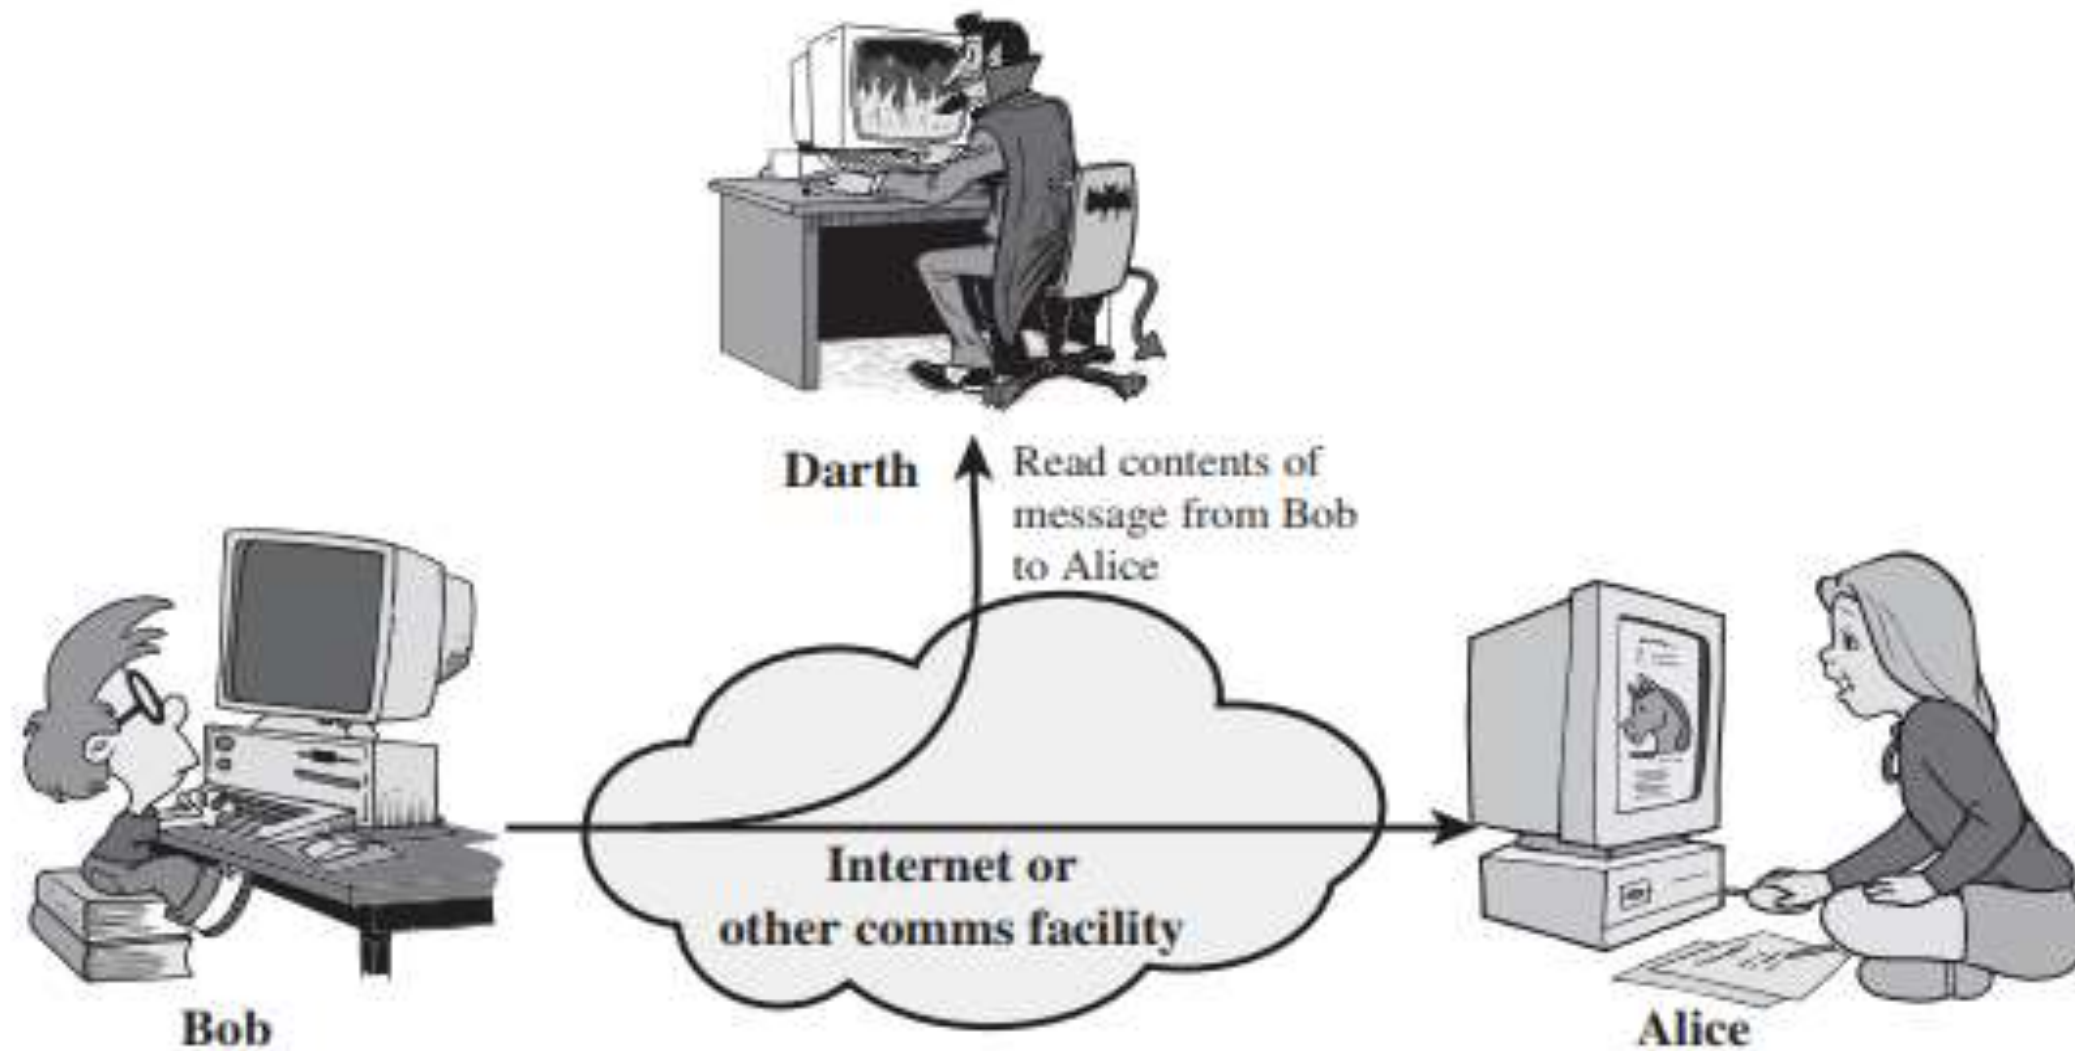 Darth
Read contents of
message from Bob
to Alice
Internet or
other comms facility
Bob
Alice